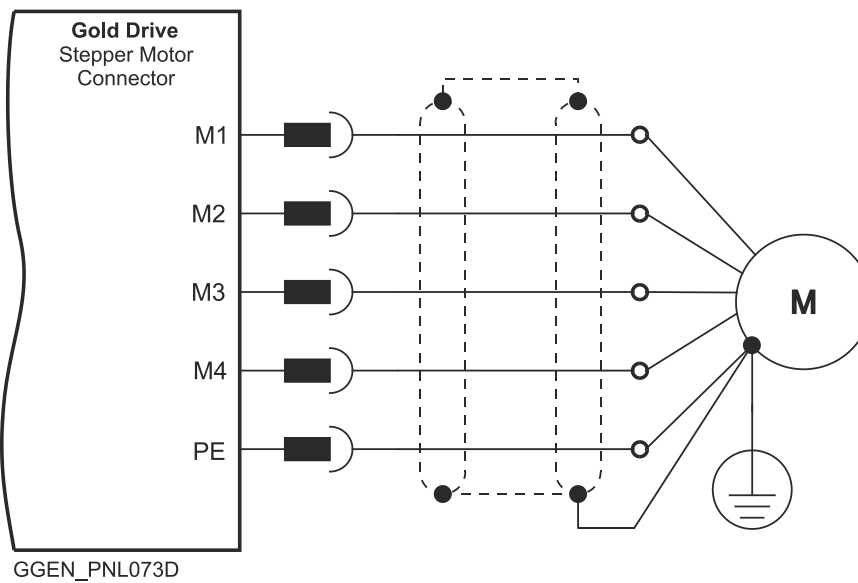 Gold Drive
Stepper Motor
Connector
M1
M2
M3
M4
PE
M
GGEN_PNL073D